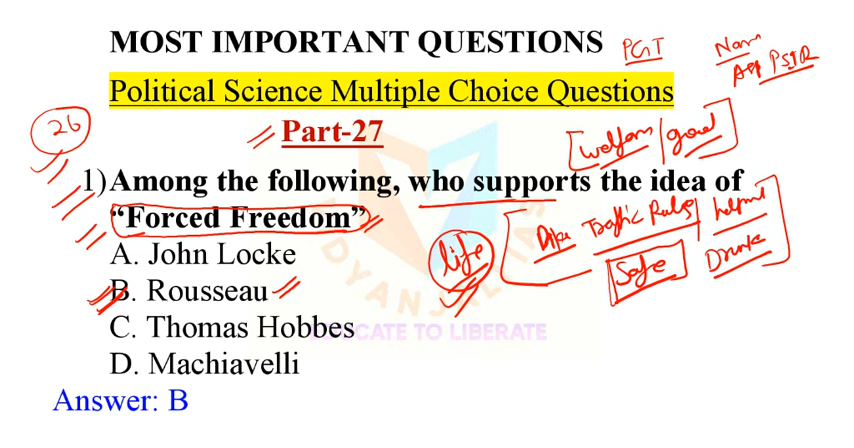 MOST IMPORTANT QUESTIONS PGT
PSIR
Political Science Multiple Choice Questions
26
Part-27
[welfare/good]
1) Among the following, who supports the idea of
"Forced Freedom"
Traffic Rules helmet
life Safe Drunk
A. John Locke
B. Rousseau
C. Thomas Hobbes
EDUCATE TO LIBERATE
D. Machiavelli
Answer: B